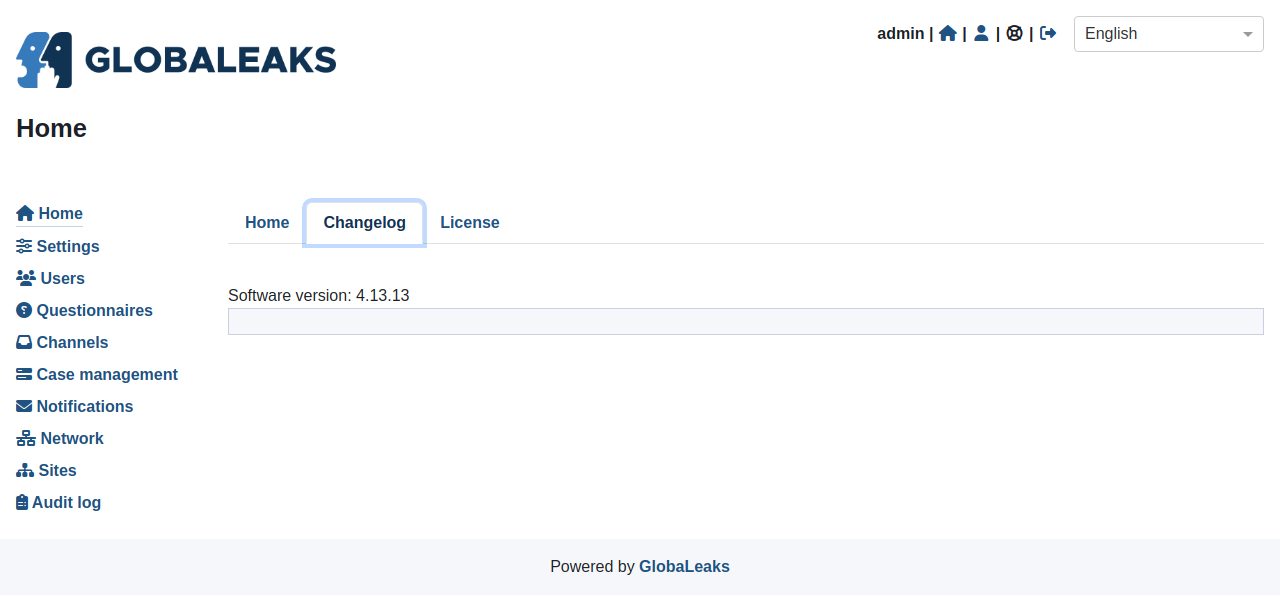 GLOBALEAKS
admin | | | |
English
Home
Home
Settings
Users
Questionnaires
Channels
Case management
Notifications
Network
Sites
Audit log
Home Changelog License
Software version: 4.13.13
Powered by GlobaLeaks